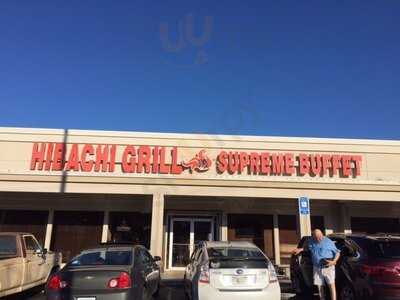 HIBACHI GRILL SUPREME BUFFET